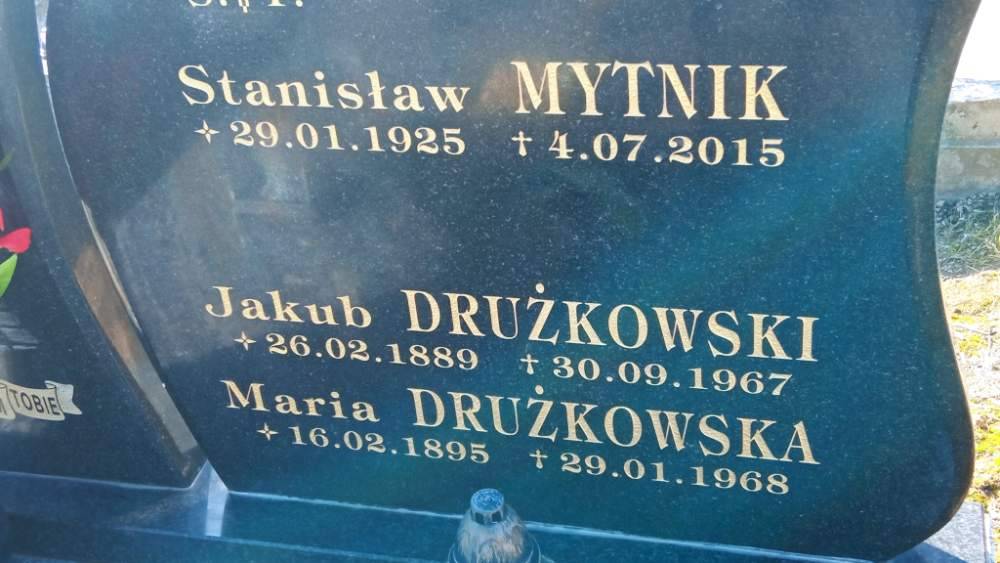 Ś.†P.
Stanisław MYTNIK
✧ 29.01.1925 † 4.07.2015
Jakub DRUŻKOWSKI
✧ 26.02.1889 † 30.09.1967
Maria DRUŻKOWSKA
✧ 16.02.1895 † 29.01.1968
TOBIE